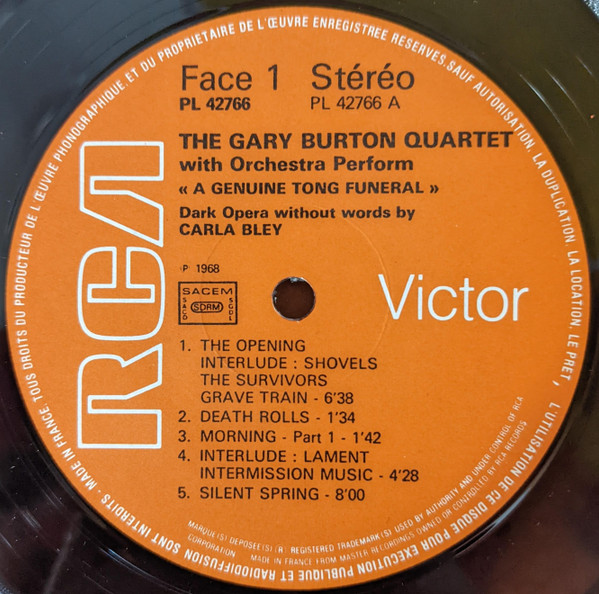 Face 1 Stéréo
PL 42766 PL 42766 A
THE GARY BURTON QUARTET
with Orchestra Perform
« A GENUINE TONG FUNERAL »
Dark Opera without words by
CARLA BLEY
RCA
Victor
℗ 1968
SACEM
SACD SDRM SGDL
1. THE OPENING
INTERLUDE : SHOVELS
THE SURVIVORS
GRAVE TRAIN - 6'38
2. DEATH ROLLS - 1'34
3. MORNING - Part 1 - 1'42
4. INTERLUDE : LAMENT
INTERMISSION MUSIC - 4'28
5. SILENT SPRING - 8'00
MADE IN FRANCE. TOUS DROITS DU PRODUCTEUR DE L'ŒUVRE PHONOGRAPHIQUE ET DU PROPRIETAIRE DE L'ŒUVRE ENREGISTREE RESERVES. SAUF AUTORISATION, LA DUPLICATION, LA LOCATION, LE PRET, L'UTILISATION DE CE DISQUE POUR EXECUTION PUBLIQUE ET RADIODIFFUSION SONT INTERDITS -
MARQUE(S) DEPOSEE(S) (R) REGISTERED TRADEMARK(S) USED BY AUTHORITY AND UNDER CONTROL OF RCA
CORPORATION MADE IN FRANCE FROM MASTER RECORDINGS OWNED OR CONTROLLED BY RCA RECORDS